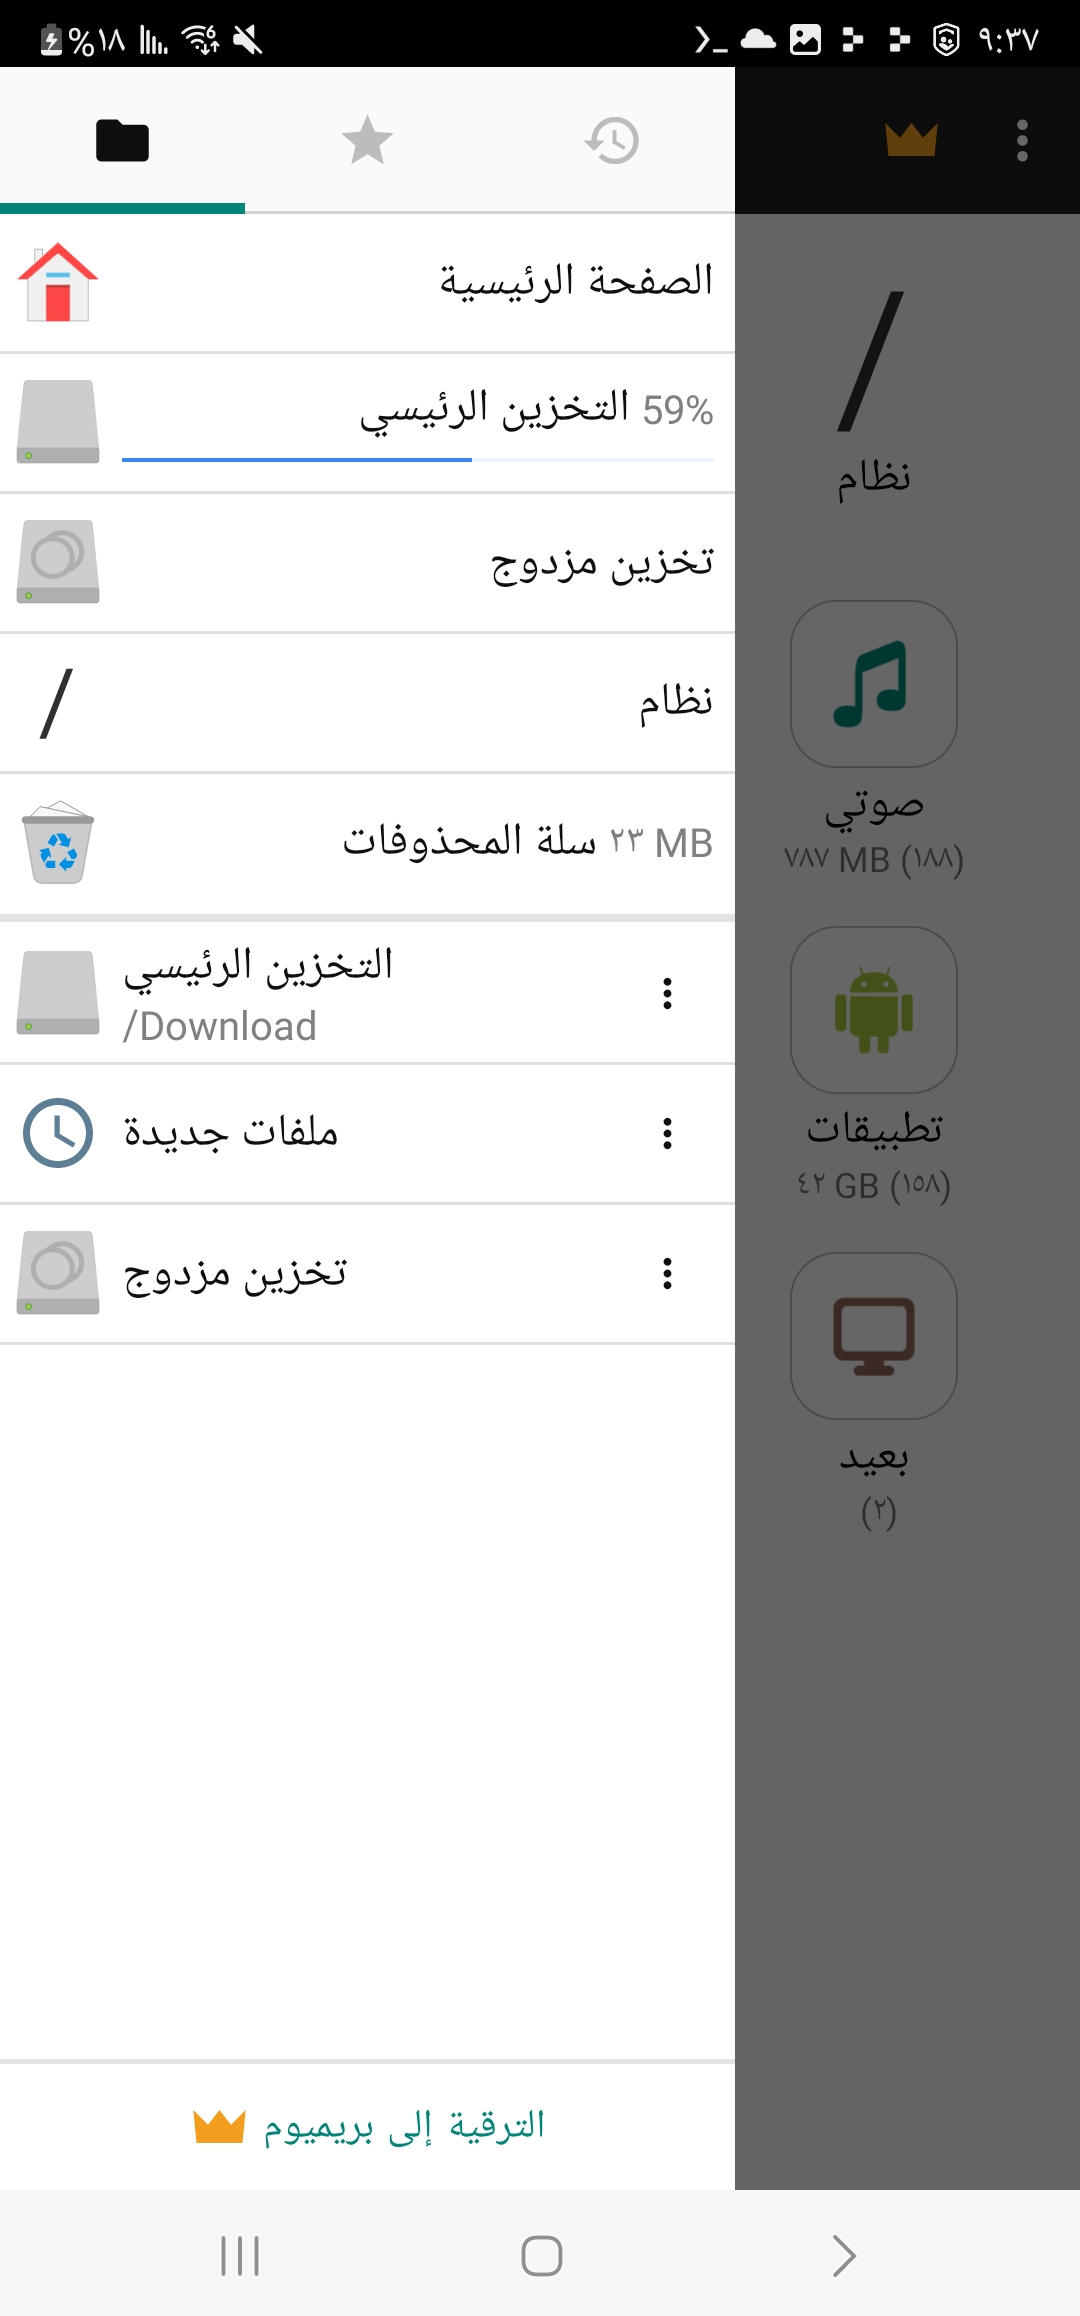 %١٨
٩:٣٧
الصفحة الرئيسية
التخزين الرئيسي 59%
تخزين مزدوج
/
نظام
سلة المحذوفات ٢٣ MB
التخزين الرئيسي
/Download
ملفات جديدة
تخزين مزدوج
الترقية إلى بريميوم
/
نظام
صوتي
٧٨٧ MB (١٨٨)
تطبيقات
٤٢ GB (١٥٨)
بعيد
(٢)